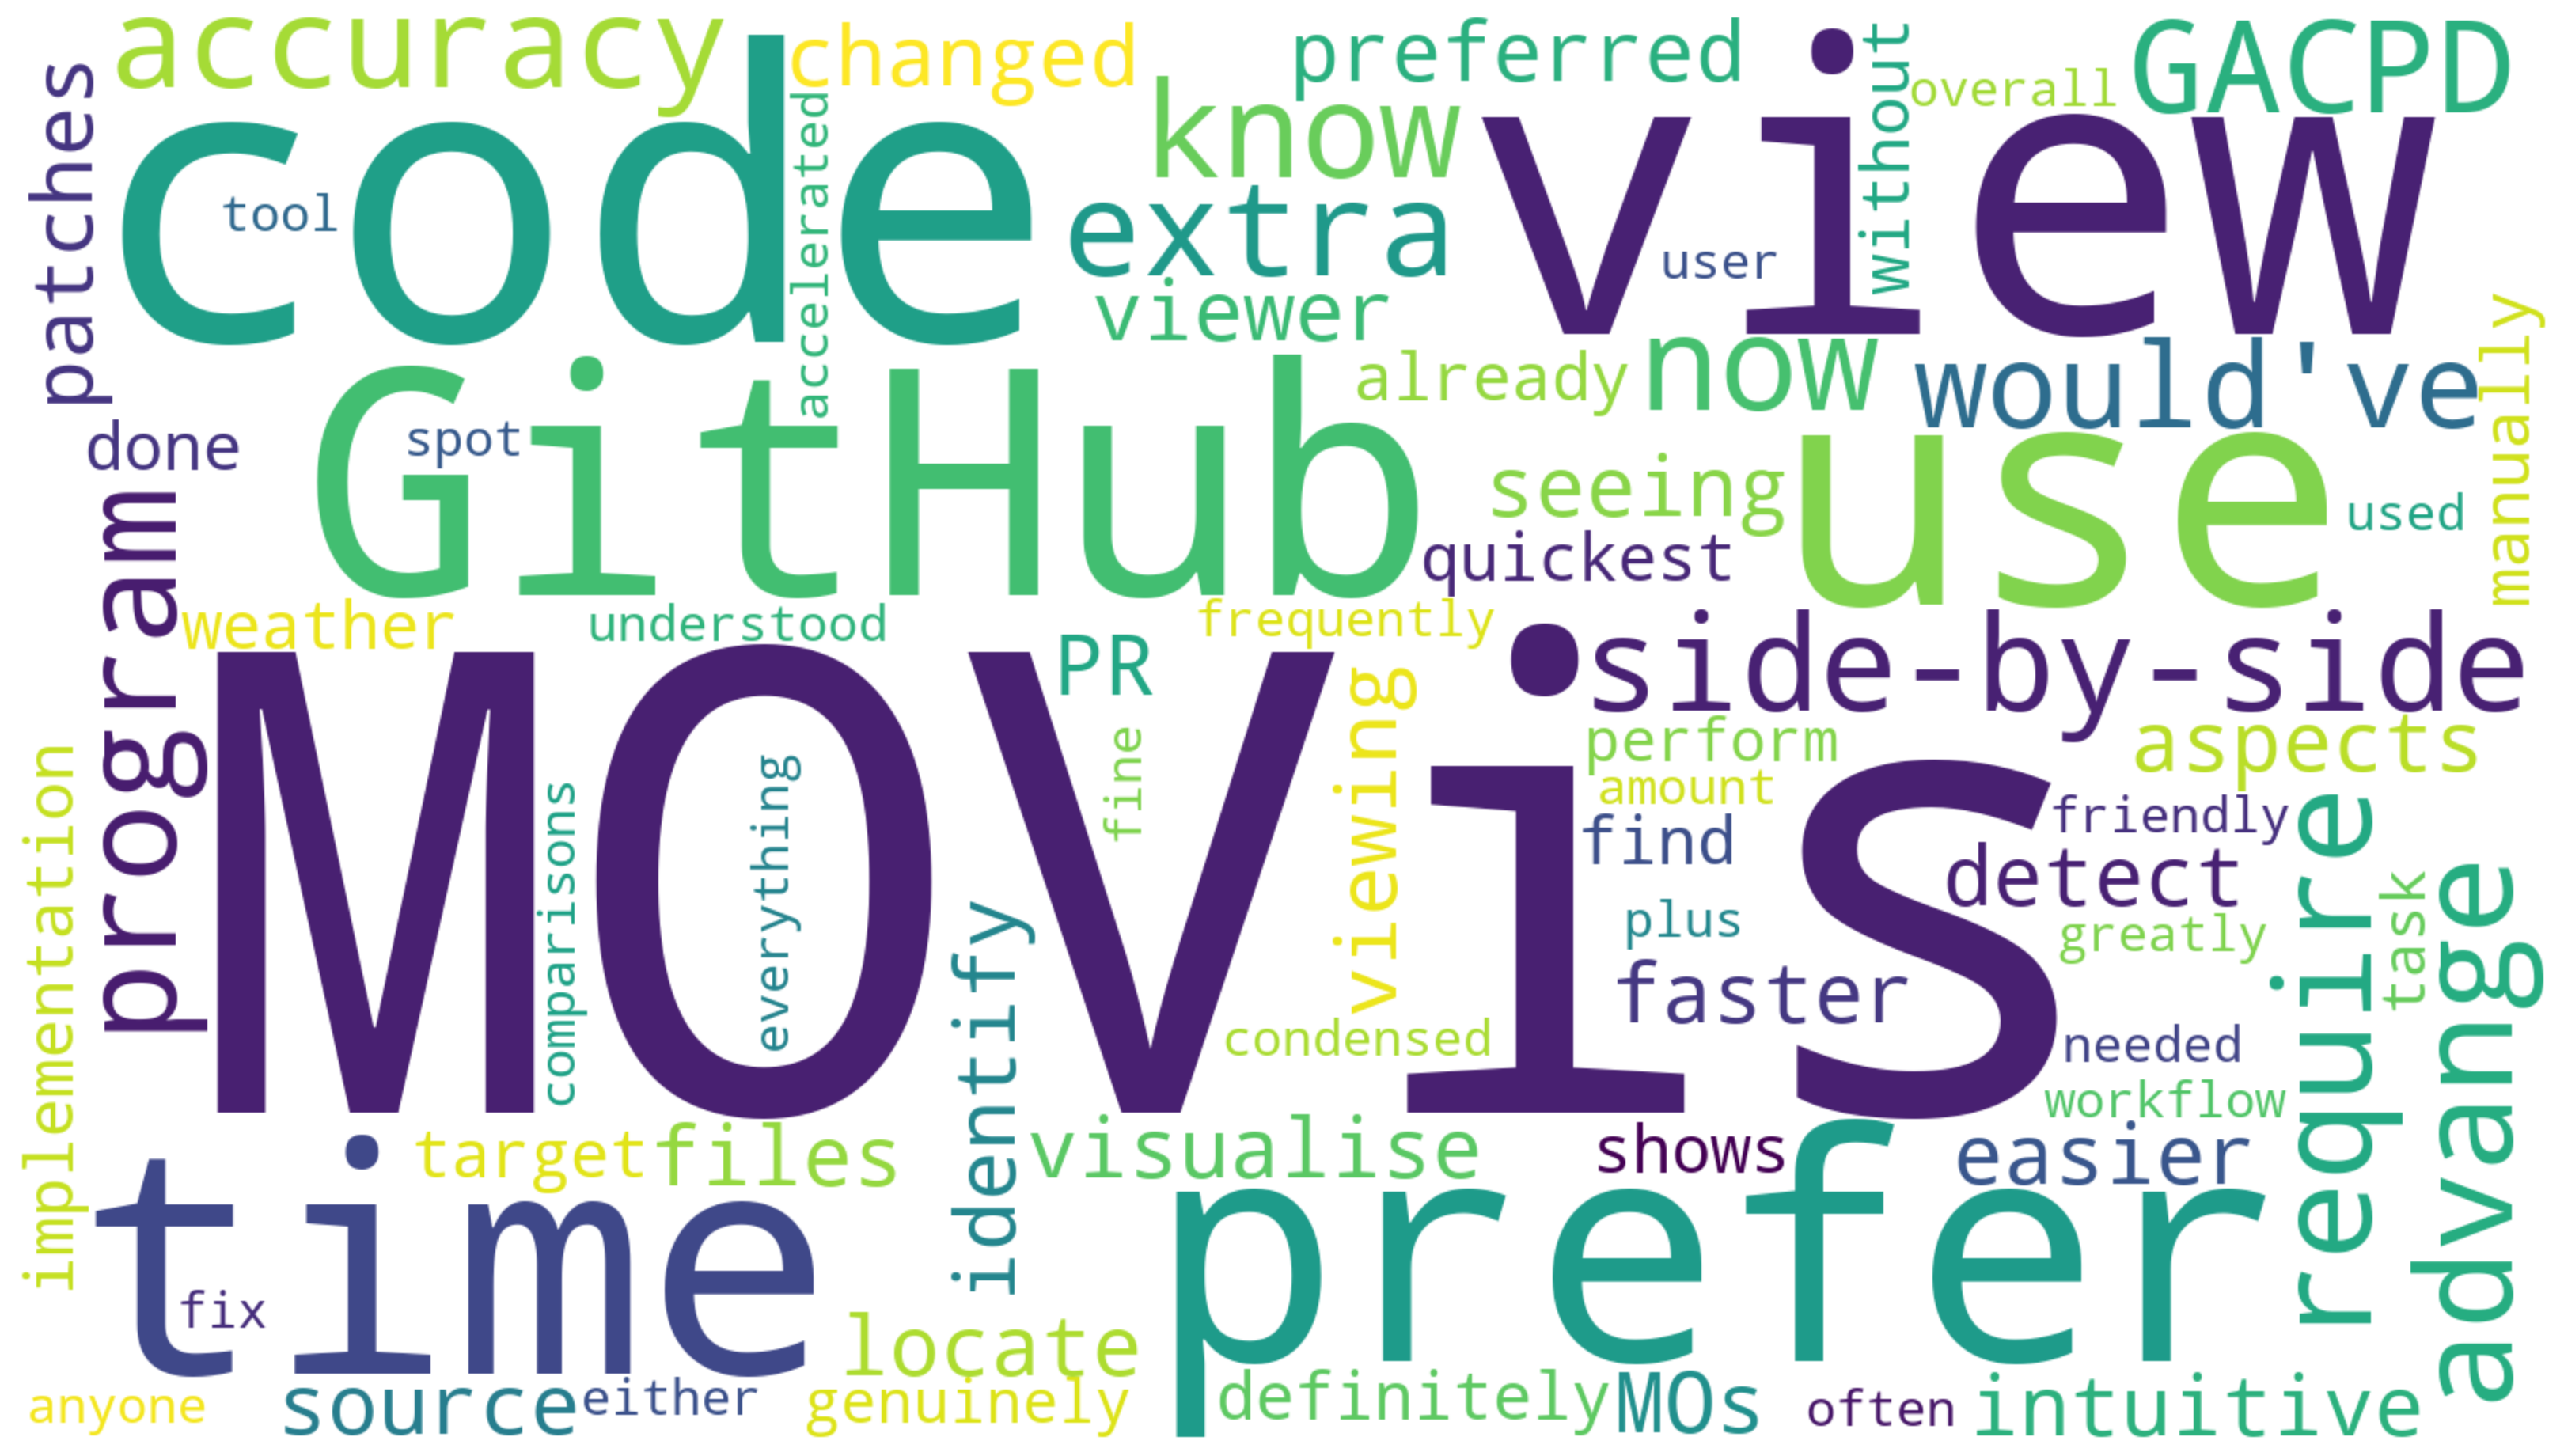 accuracy
changed
preferred
without
GACPD
overall
patches
code
accelerated
know
view
tool
extra
user
viewer
manually
GitHub
already
now
would've
done
spot
seeing
use
used
quickest
program
weather
understood
frequently
side-by-side
MOVis
PR
viewing
perform
aspects
fine
amount
implementation
comparisons
everything
find
friendly
require
detect
advange
task
identify
plus
greatly
faster
condensed
needed
workflow
time
target
files
visualise
shows
easier
prefer
fix
locate
anyone
source
either
genuinely
definitely
MOs
often
intuitive